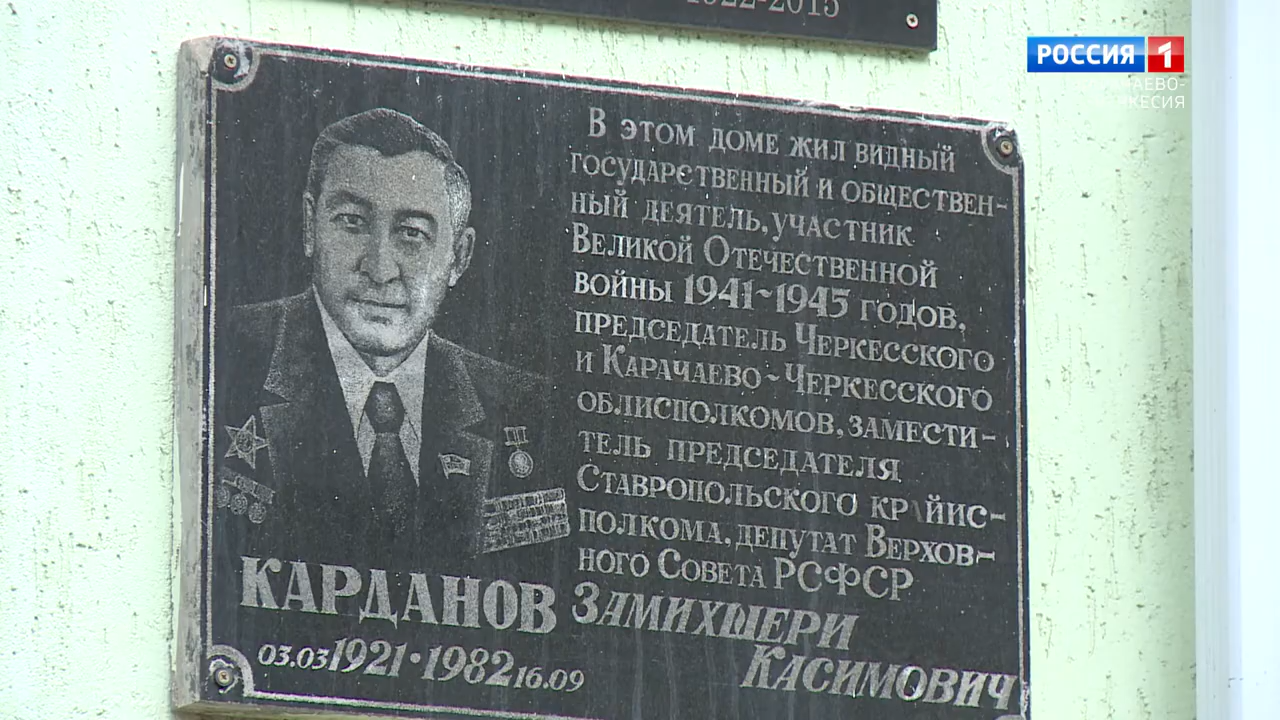 1922-2015
РОССИЯ 1
В ЭТОМ ДОМЕ ЖИЛ ВИДНЫЙ
ГОСУДАРСТВЕННЫЙ И ОБЩЕСТВЕН-
НЫЙ ДЕЯТЕЛЬ, УЧАСТНИК
ВЕЛИКОЙ ОТЕЧЕСТВЕННОЙ
ВОЙНЫ 1941-1945 ГОДОВ,
ПРЕДСЕДАТЕЛЬ ЧЕРКЕССКОГО
И КАРАЧАЕВО-ЧЕРКЕССКОГО
ОБЛИСПОЛКОМОВ, ЗАМЕСТИ-
ТЕЛЬ ПРЕДСЕДАТЕЛЯ
СТАВРОПОЛЬСКОГО КРАЙИС-
ПОЛКОМА, ДЕПУТАТ ВЕРХОВ-
НОГО СОВЕТА РСФСР
КАРДАНОВ ЗАМИХШЕРИ
КАСИМОВИЧ
03.03 1921 · 1982 16.09